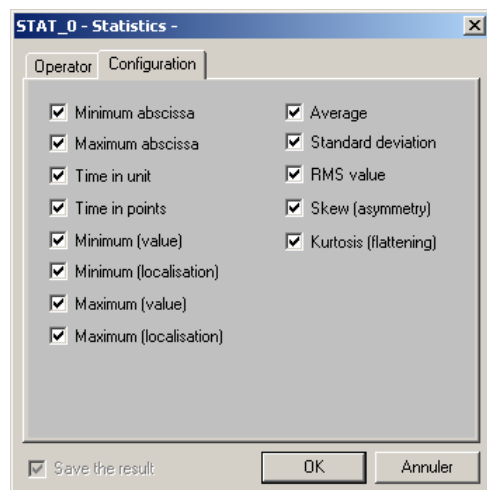 STAT_0 - Statistics -
Operator
Configuration
Minimum abscissa
Maximum abscissa
Time in unit
Time in points
Minimum (value)
Minimum (localisation)
Maximum (value)
Maximum (localisation)
Average
Standard deviation
RMS value
Skew (asymmetry)
Kurtosis (flattening)
Save the result
OK
Annuler